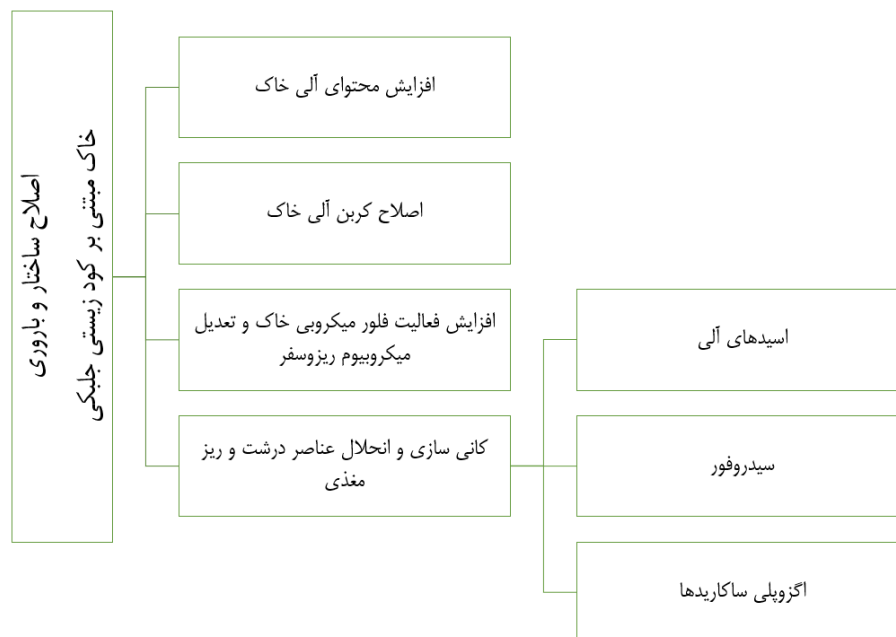 اصلاح ساختار و باروری
خاک مبتنی بر کود زیستی جلبکی
افزایش محتوای آلی خاک
اصلاح کربن آلی خاک
افزایش فعالیت فلور میکروبی خاک و تعدیل
میکروبیوم ریزوسفر
کانی سازی و انحلال عناصر درشت و ریز
مغذی
اسیدهای آلی
سیدروفور
اگزوپلی ساکاریدها